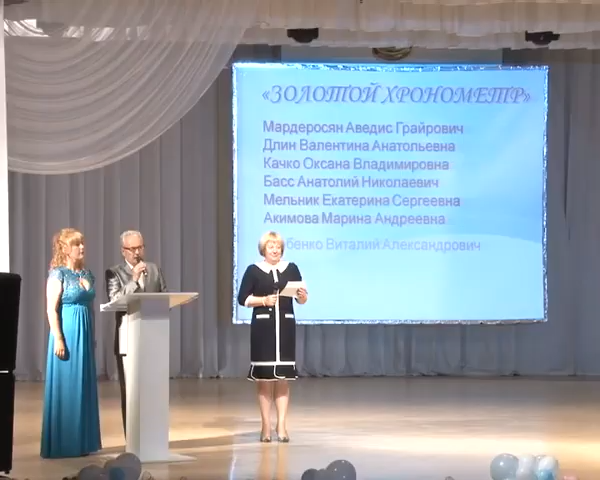 «ЗОЛОТОЙ ХРОНОМЕТР»
Мардеросян Аведис Грайрович
Длин Валентина Анатольевна
Качко Оксана Владимировна
Басс Анатолий Николаевич
Мельник Екатерина Сергеевна
Акимова Марина Андреевна
Виталий Александрович